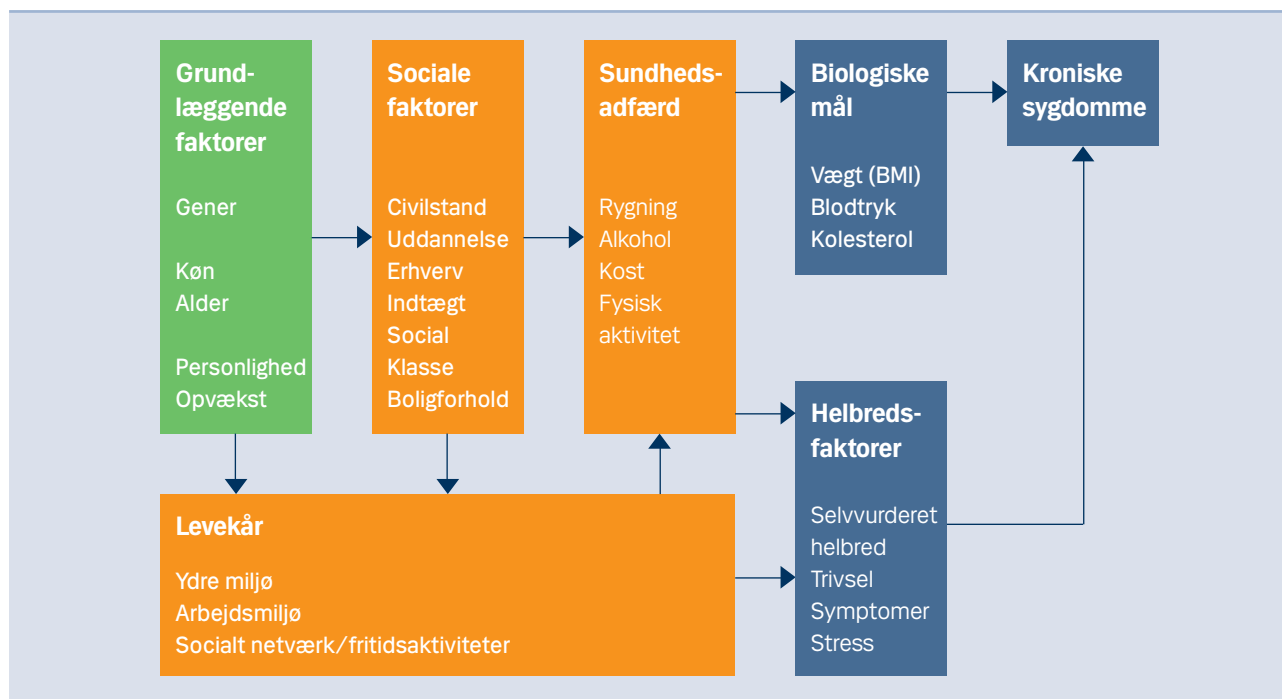 Grund-
læggende
faktorer
Gener
Køn
Alder
Personlighed
Opvækst
Sociale
faktorer
Civilstand
Uddannelse
Erhverv
Indtægt
Social
Klasse
Boligforhold
Sundheds-
adfærd
Rygning
Alkohol
Kost
Fysisk
aktivitet
Biologiske
mål
Vægt (BMI)
Blodtryk
Kolesterol
Kroniske
sygdomme
Levekår
Ydre miljø
Arbejdsmiljø
Socialt netværk/fritidsaktiviteter
Helbreds-
faktorer
Selvvurderet
helbred
Trivsel
Symptomer
Stress